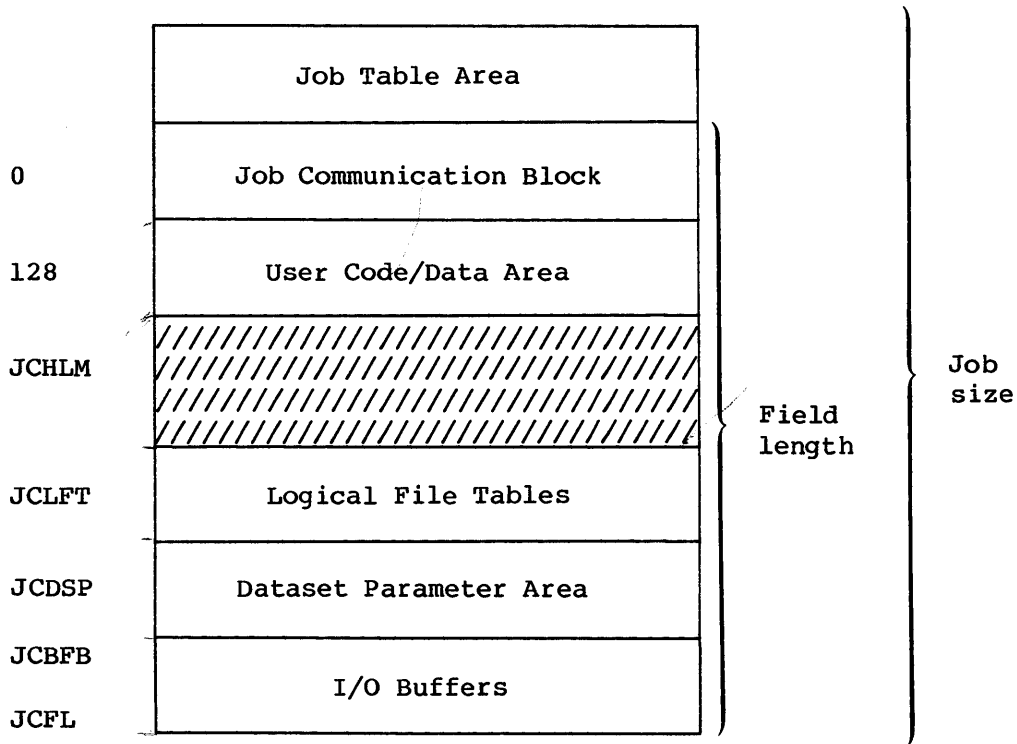 Job Table Area
0
Job Communication Block
128
User Code/Data Area
JCHLM
Job
size
Field
length
JCLFT
Logical File Tables
JCDSP
Dataset Parameter Area
JCBFB
I/O Buffers
JCFL